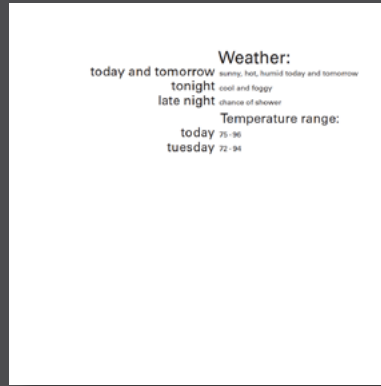 Weather:
today and tomorrow sunny, hot, humid today and tomorrow
tonight cool and foggy
late night chance of shower
Temperature range:
today 75 - 96
tuesday 72 - 94